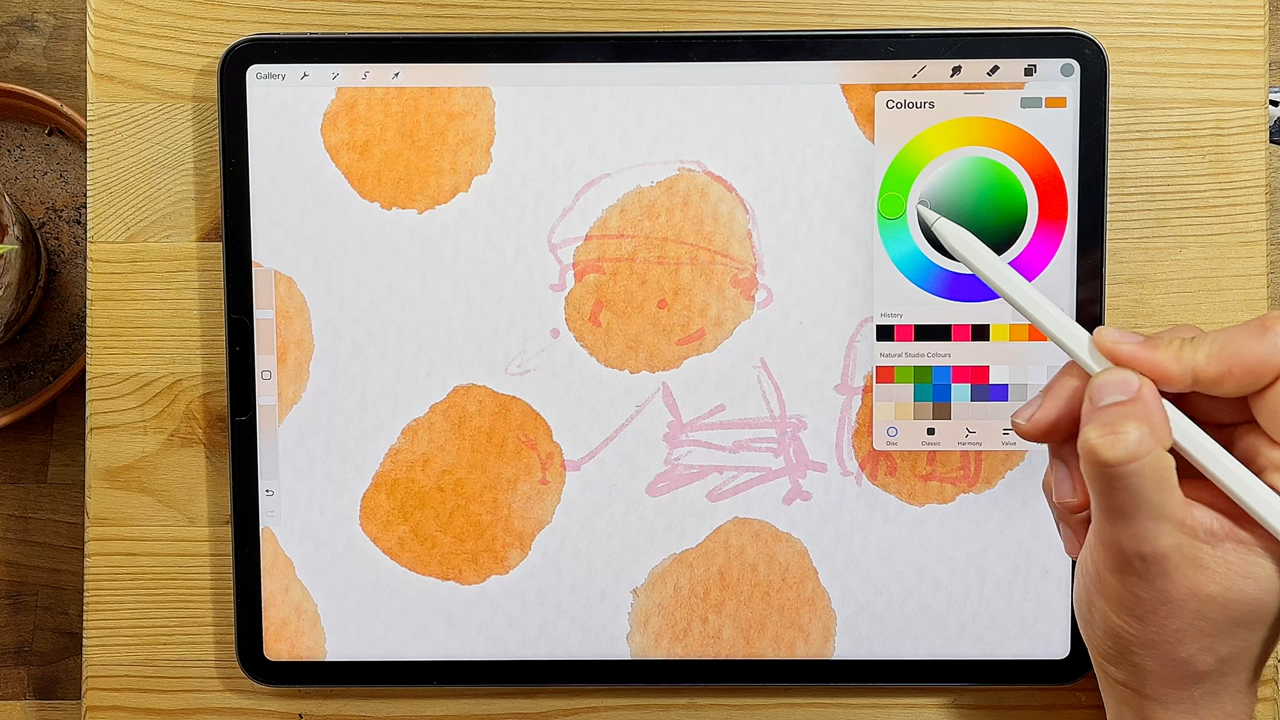 Gallery
Colours
History
Natural Studio Colours
Disc
Classic
Harmony
Value